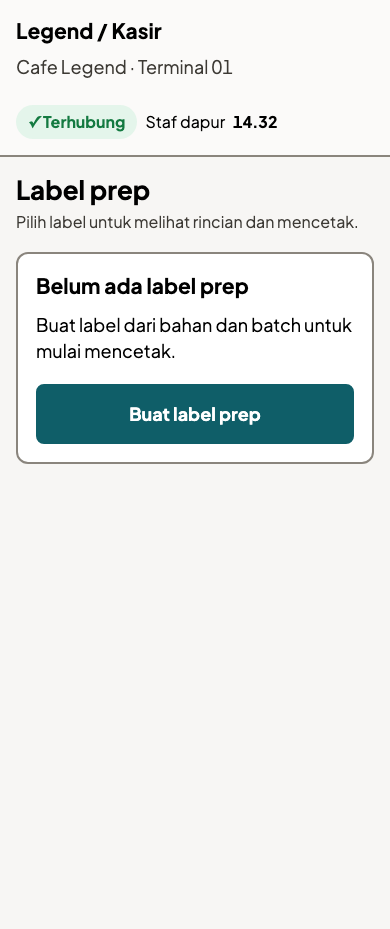 Legend / Kasir
Cafe Legend · Terminal 01
✓Terhubung Staf dapur 14.32
Label prep
Pilih label untuk melihat rincian dan mencetak.
Belum ada label prep
Buat label dari bahan dan batch untuk
mulai mencetak.
Buat label prep